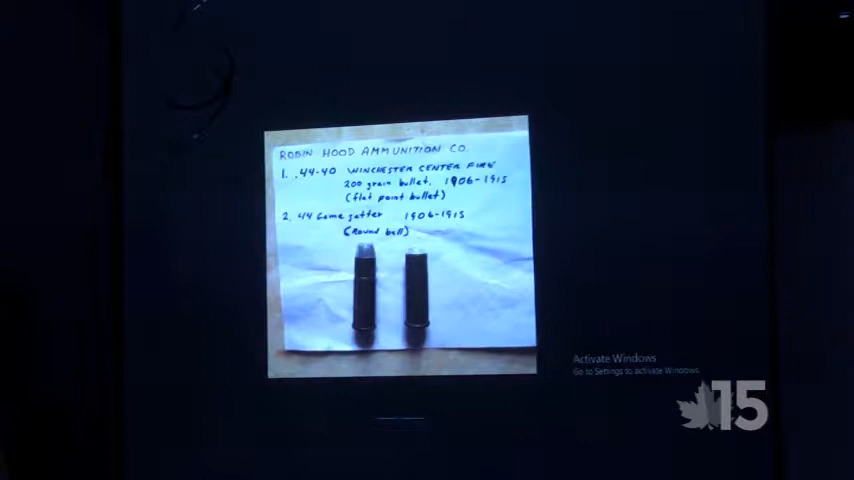 ROBIN HOOD AMMUNITION CO.
1. .44-40 WINCHESTER CENTER FIRE
200 grain bullet. 1906-1915
(flat point bullet)
2. 44 Game getter 1906-1915
(Round ball)
Activate Windows
Go to Settings to activate Windows.
15